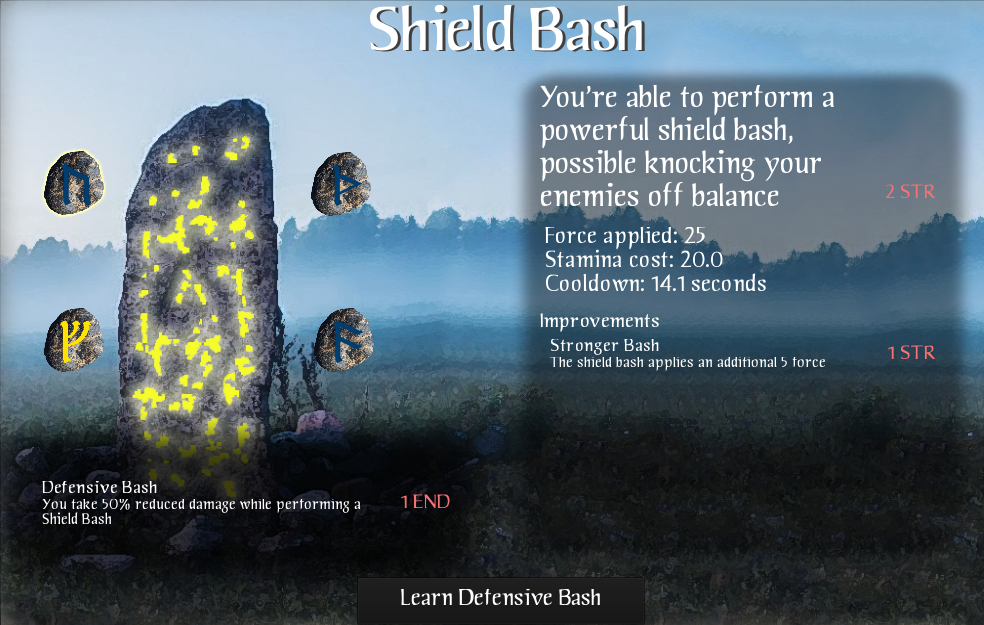 Shield Bash
You're able to perform a
powerful shield bash,
possible knocking your
enemies off balance
2 STR
Force applied: 25
Stamina cost: 20.0
Cooldown: 14.1 seconds
Improvements
Stronger Bash
The shield bash applies an additional 5 force
1 STR
ᚢ
ᚦ
ᚠ
ᚩ
Defensive Bash
You take 50% reduced damage while performing a
Shield Bash
1 END
Learn Defensive Bash